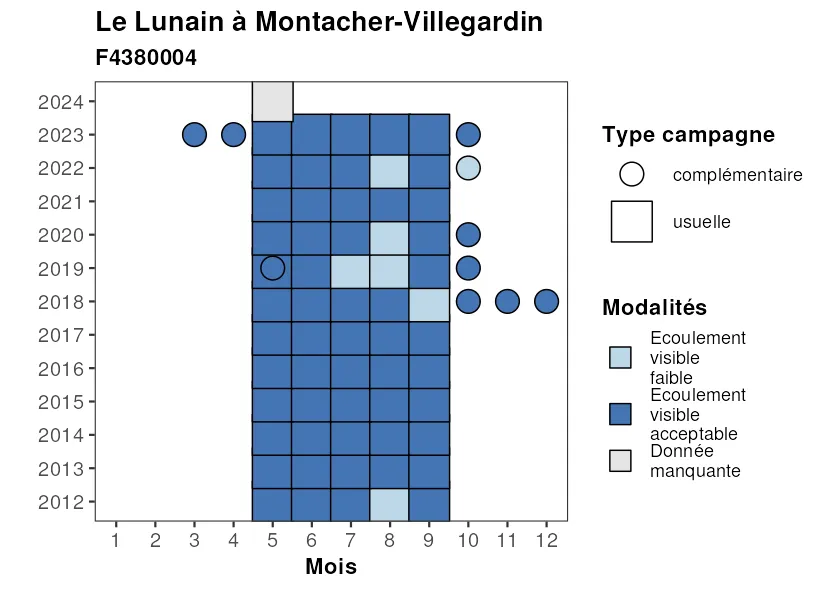 Le Lunain à Montacher-Villegardin
F4380004
2024
2023
2022
2021
2020
2019
2018
2017
2016
2015
2014
2013
2012
1 2 3 4 5 6 7 8 9 10 11 12
Mois
Type campagne
complémentaire
usuelle
Modalités
Ecoulement
visible
faible
Ecoulement
visible
acceptable
Donnée
manquante